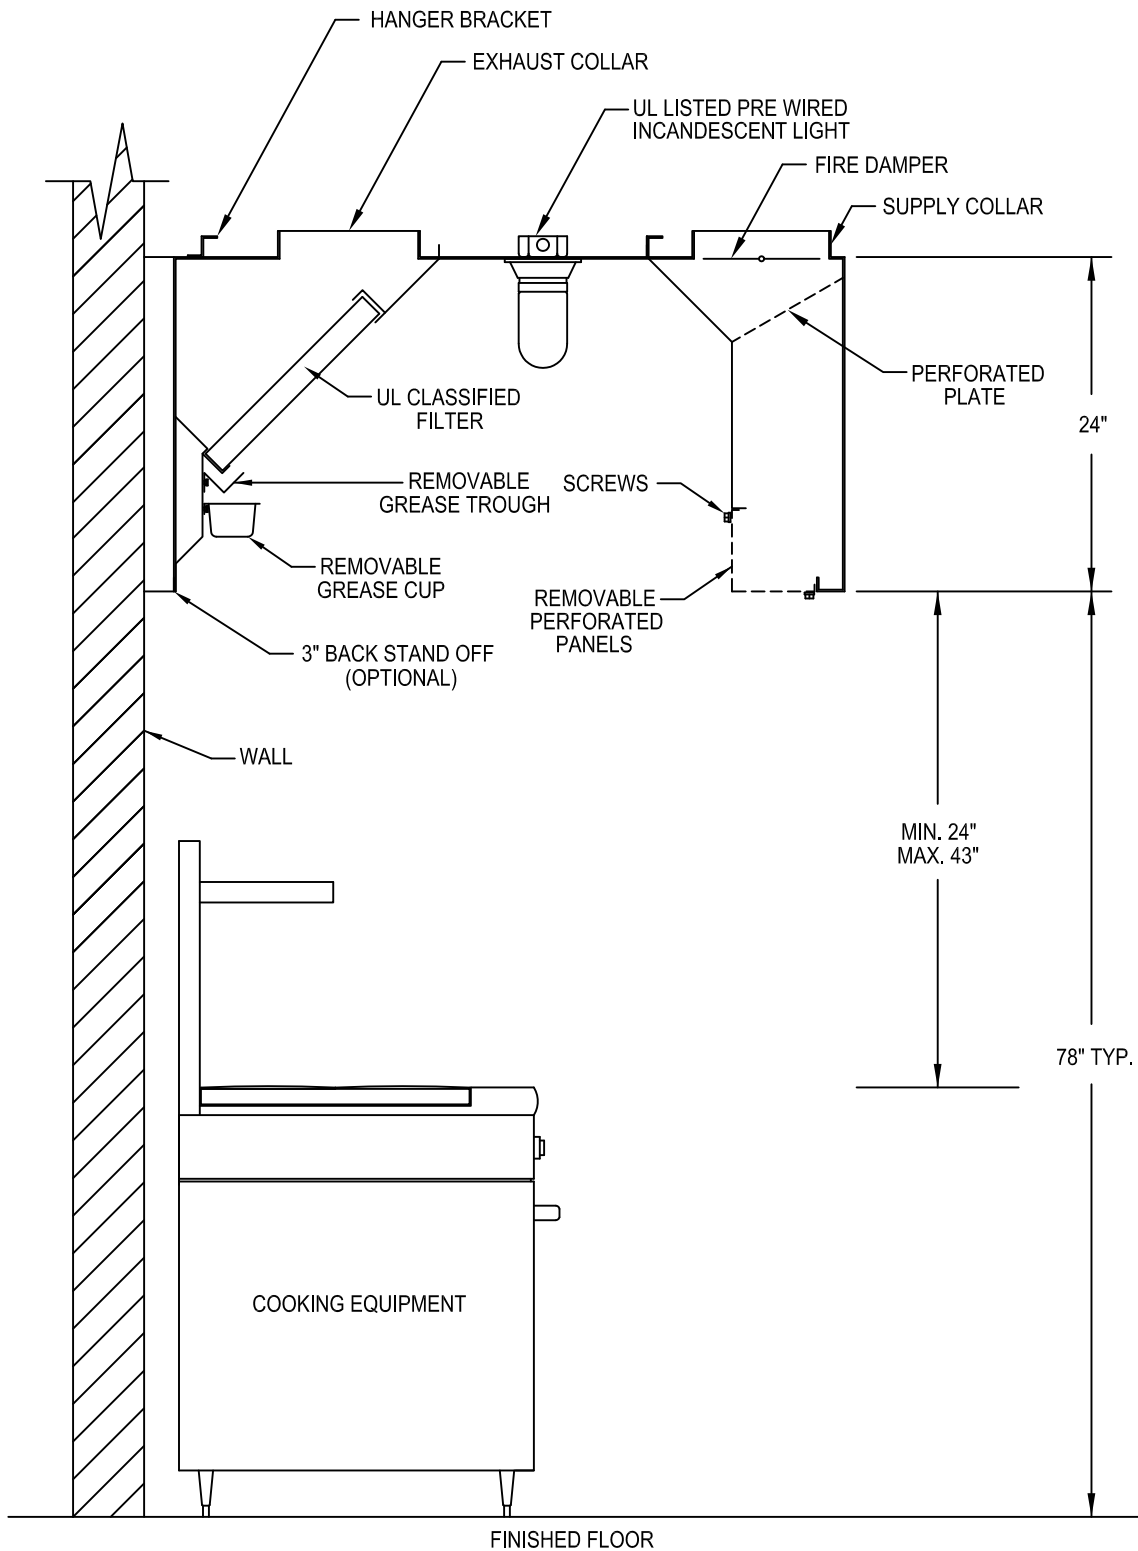 HANGER BRACKET
EXHAUST COLLAR
UL LISTED PRE WIRED
INCANDESCENT LIGHT
FIRE DAMPER
SUPPLY COLLAR
PERFORATED
PLATE
UL CLASSIFIED
FILTER
24"
REMOVABLE
GREASE TROUGH
SCREWS
REMOVABLE
GREASE CUP
REMOVABLE
PERFORATED
PANELS
3" BACK STAND OFF
(OPTIONAL)
WALL
MIN. 24"
MAX. 43"
78" TYP.
COOKING EQUIPMENT
FINISHED FLOOR